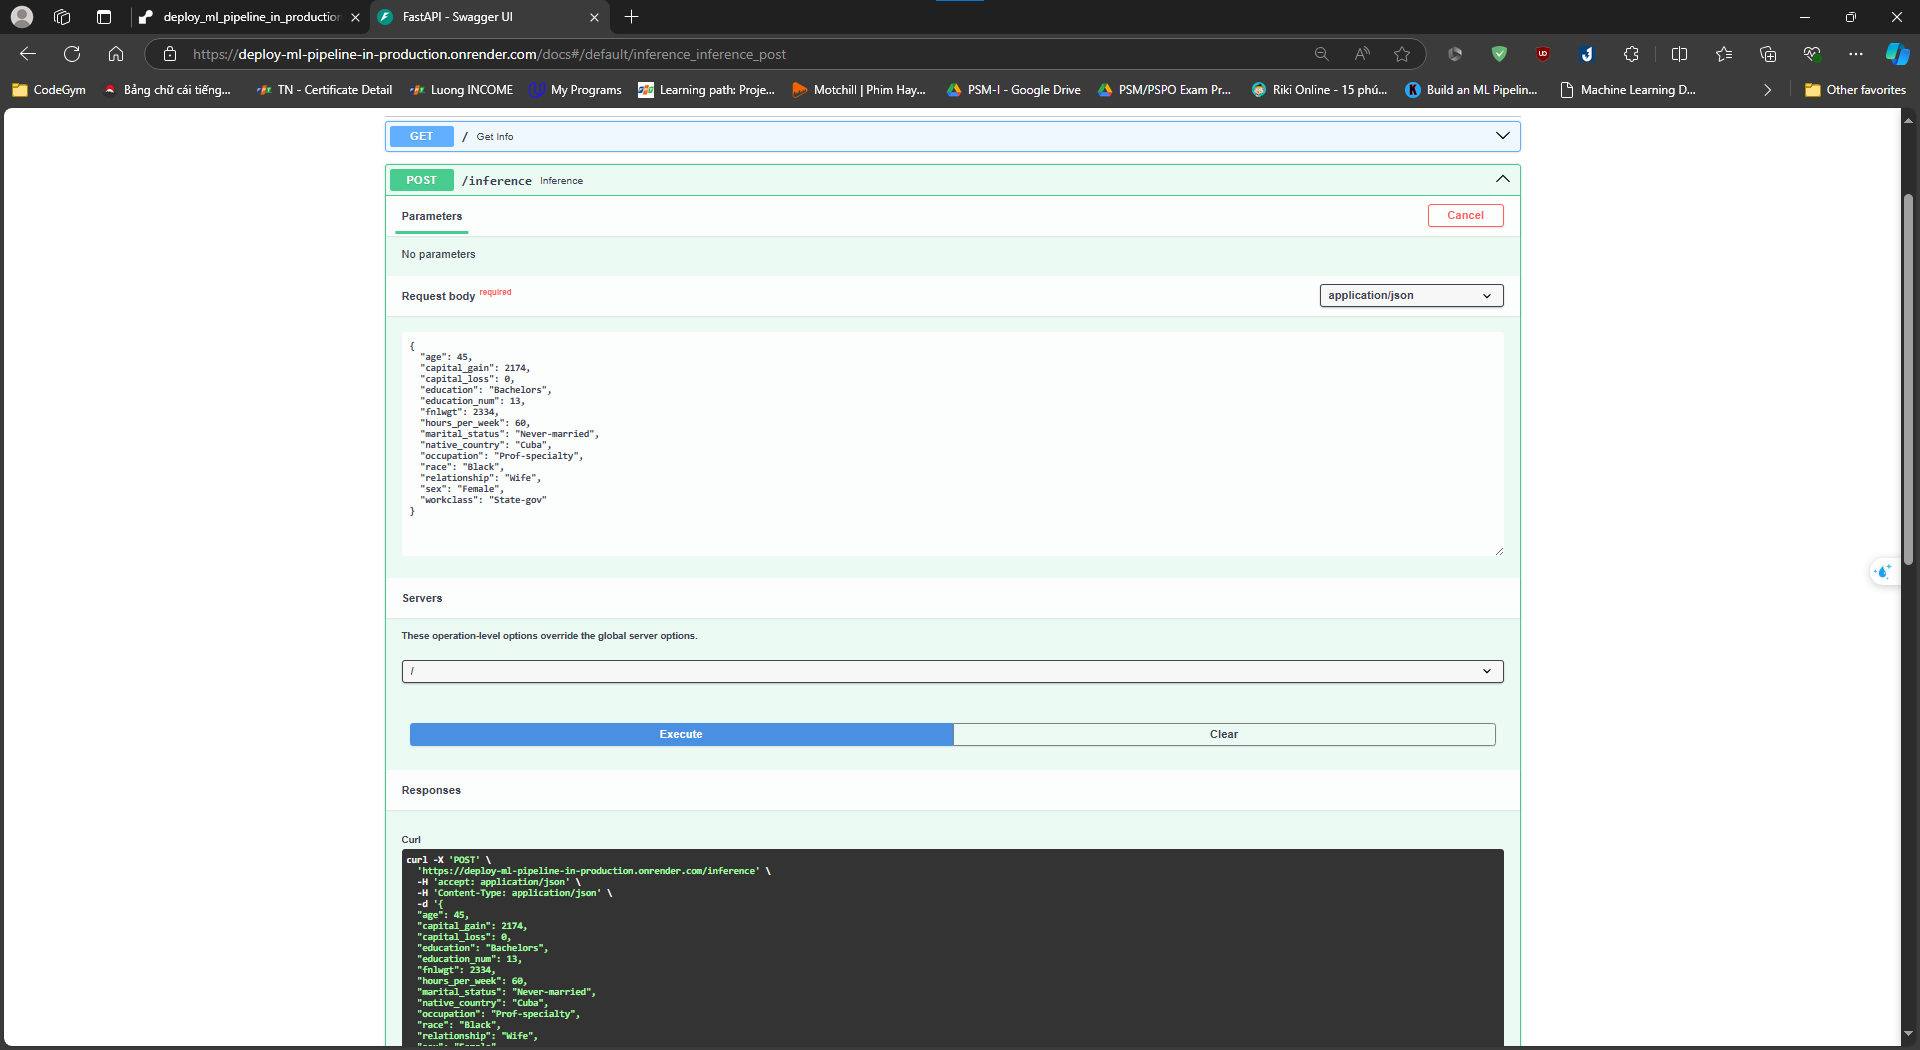 deploy_ml_pipeline_in_production
FastAPI - Swagger UI
https://deploy-ml-pipeline-in-production.onrender.com/docs#/default/inference_inference_post
CodeGym
Bảng chữ cái tiếng...
TN - Certificate Detail
Luong INCOME
My Programs
Learning path: Proje...
Motchill | Phim Hay...
PSM-I - Google Drive
PSM/PSPO Exam Pr...
Riki Online - 15 phú...
Build an ML Pipelin...
Machine Learning D...
Other favorites
GET / Get Info
POST /inference Inference
Parameters
Cancel
No parameters
Request body required
application/json
{
"age": 45,
"capital_gain": 2174,
"capital_loss": 0,
"education": "Bachelors",
"education_num": 13,
"fnlwgt": 2334,
"hours_per_week": 60,
"marital_status": "Never-married",
"native_country": "Cuba",
"occupation": "Prof-specialty",
"race": "Black",
"relationship": "Wife",
"sex": "Female",
"workclass": "State-gov"
}
Servers
These operation-level options override the global server options.
/
Execute
Clear
Responses
Curl
curl -X 'POST' \
'https://deploy-ml-pipeline-in-production.onrender.com/inference' \
-H 'accept: application/json' \
-H 'Content-Type: application/json' \
-d '{
"age": 45,
"capital_gain": 2174,
"capital_loss": 0,
"education": "Bachelors",
"education_num": 13,
"fnlwgt": 2334,
"hours_per_week": 60,
"marital_status": "Never-married",
"native_country": "Cuba",
"occupation": "Prof-specialty",
"race": "Black",
"relationship": "Wife",